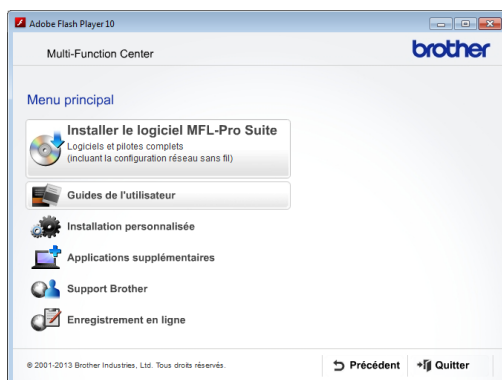 Adobe Flash Player 10
Multi-Function Center
brother
Menu principal
Installer le logiciel MFL-Pro Suite
Logiciels et pilotes complets
(incluant la configuration réseau sans fil)
Guides de l'utilisateur
Installation personnalisée
Applications supplémentaires
Support Brother
Enregistrement en ligne
© 2001-2013 Brother Industries, Ltd. Tous droits réservés.
Précédent
Quitter